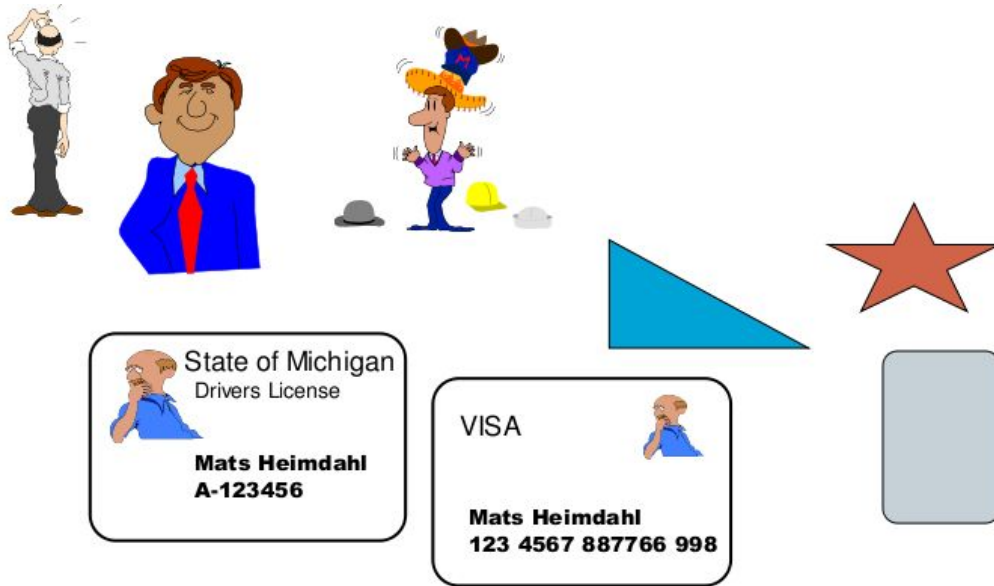 M
State of Michigan
Drivers License
Mats Heimdahl
A-123456
VISA
Mats Heimdahl
123 4567 887766 998